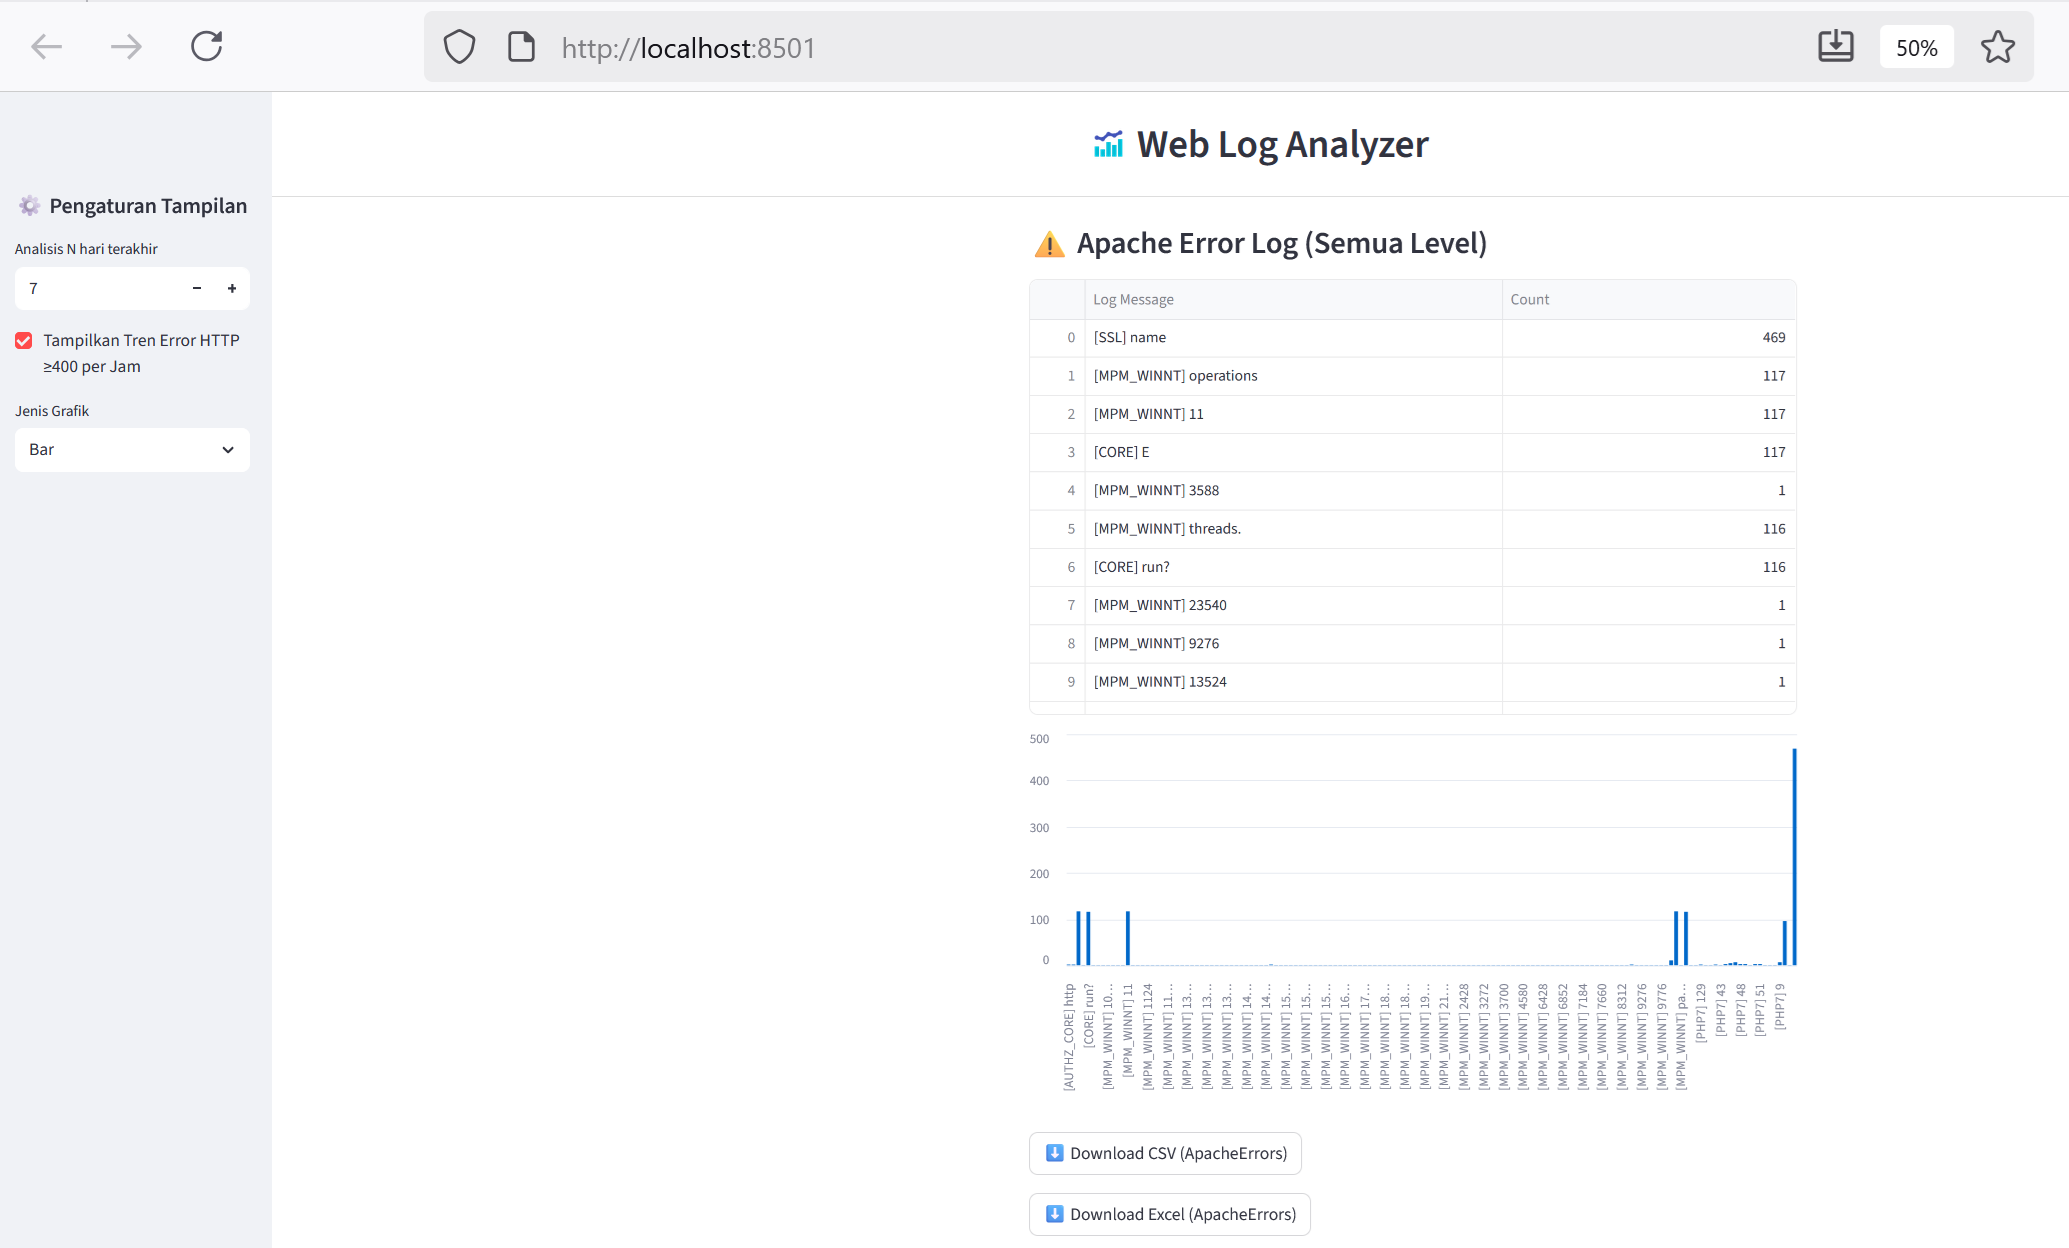 http://localhost:8501
50%
Web Log Analyzer
Pengaturan Tampilan
Analisis N hari terakhir
7
Tampilkan Tren Error HTTP
≥400 per Jam
Jenis Grafik
Bar
Apache Error Log (Semua Level)
Log Message Count
0 [SSL] name 469
1 [MPM_WINNT] operations 117
2 [MPM_WINNT] 11 117
3 [CORE] E 117
4 [MPM_WINNT] 3588 1
5 [MPM_WINNT] threads. 116
6 [CORE] run? 116
7 [MPM_WINNT] 23540 1
8 [MPM_WINNT] 9276 1
9 [MPM_WINNT] 13524 1
500
400
300
200
100
0
[AUTHZ_CORE] http
[CORE] run?
[MPM_WINNT] 10…
[MPM_WINNT] 11
[MPM_WINNT] 1124
[MPM_WINNT] 11…
[MPM_WINNT] 13…
[MPM_WINNT] 13…
[MPM_WINNT] 13…
[MPM_WINNT] 14…
[MPM_WINNT] 14…
[MPM_WINNT] 15…
[MPM_WINNT] 15…
[MPM_WINNT] 15…
[MPM_WINNT] 16…
[MPM_WINNT] 17…
[MPM_WINNT] 18…
[MPM_WINNT] 18…
[MPM_WINNT] 19…
[MPM_WINNT] 21…
[MPM_WINNT] 2428
[MPM_WINNT] 3272
[MPM_WINNT] 3700
[MPM_WINNT] 4580
[MPM_WINNT] 6428
[MPM_WINNT] 6852
[MPM_WINNT] 7184
[MPM_WINNT] 7660
[MPM_WINNT] 8312
[MPM_WINNT] 9276
[MPM_WINNT] 9776
[MPM_WINNT] pa…
[PHP7] 129
[PHP7] 43
[PHP7] 48
[PHP7] 51
[PHP7] 9
Download CSV (ApacheErrors)
Download Excel (ApacheErrors)